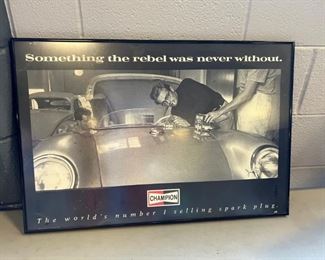 Something the rebel was never without.
CHAMPION
The world's number 1 selling spark plug.